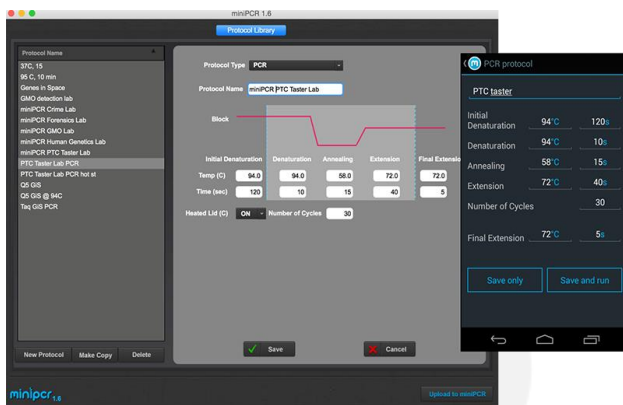 miniPCR 1.6
Protocol Library
Protocol Name
37C, 15
95 C, 10 min
Genes in Space
GMO detection lab
miniPCR Crime Lab
miniPCR Forensics Lab
miniPCR GMO Lab
miniPCR Human Genetics Lab
miniPCR PTC Taster Lab
PTC Taster Lab PCR
PTC Taster Lab PCR hot st
Q5 GIS
Q5 GiS @ 94C
Taq GIS PCR
New Protocol Make Copy Delete
Protocol Type PCR
Protocol Name miniPCR PTC Taster Lab
Block
Initial Denaturation Denaturation Annealing Extension Final Extensio
Temp (C) 94.0 94.0 58.0 72.0 72.0
Time (sec) 120 10 15 40 5
Heated Lid (C) ON Number of Cycles 30
Save Cancel
minipcr 1.6
Upload to miniPCR
PCR protocol
PTC taster
Initial Denaturation 94°C 120s
Denaturation 94°C 10s
Annealing 58°C 15s
Extension 72°C 40s
Number of Cycles 30
Final Extension 72°C 5s
Save only Save and run